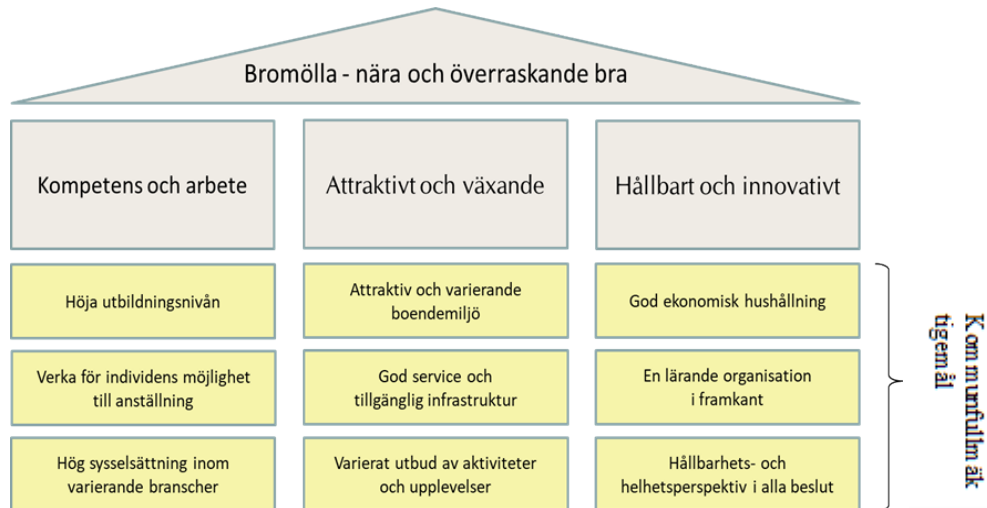 Bromölla - nära och överraskande bra
Kompetens och arbete
Attraktivt och växande
Hållbart och innovativt
Höja utbildningsnivån
Attraktiv och varierande
boendemiljö
God ekonomisk hushållning
Verka för individens möjlighet
till anställning
God service och
tillgänglig infrastruktur
En lärande organisation
i framkant
Hög sysselsättning inom
varierande branscher
Varierat utbud av aktiviteter
och upplevelser
Hållbarhets- och
helhetsperspektiv i alla beslut
Kommunfullmäk
tigemål